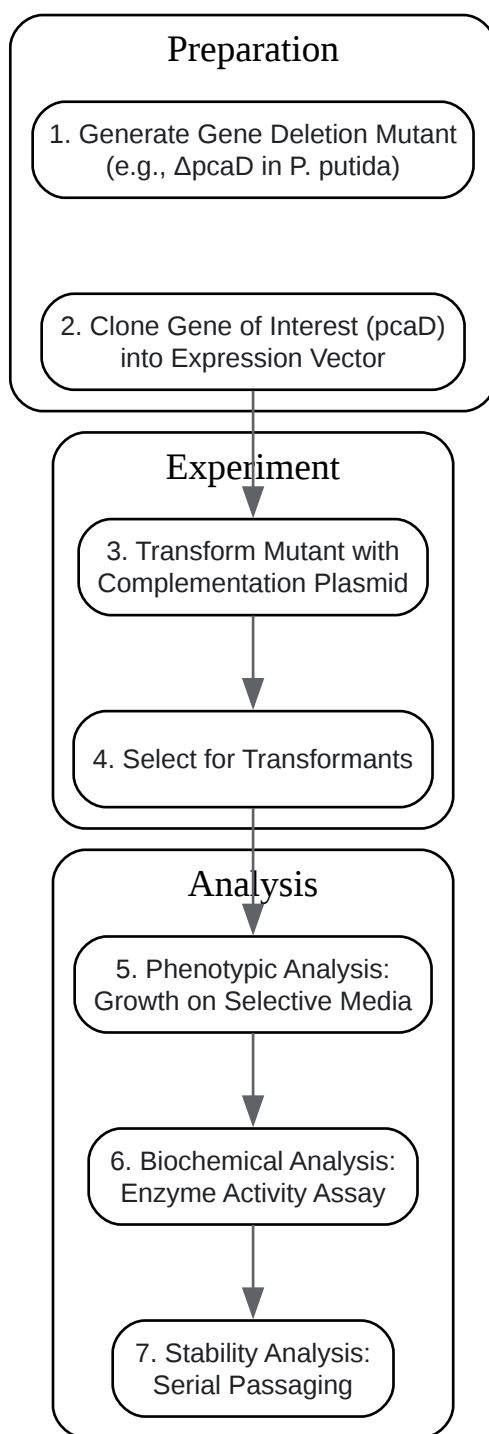 Preparation
1. Generate Gene Deletion Mutant
(e.g., ΔpcaD in P. putida)
2. Clone Gene of Interest (pcaD)
into Expression Vector
Experiment
3. Transform Mutant with
Complementation Plasmid
4. Select for Transformants
Analysis
5. Phenotypic Analysis:
Growth on Selective Media
6. Biochemical Analysis:
Enzyme Activity Assay
7. Stability Analysis:
Serial Passaging